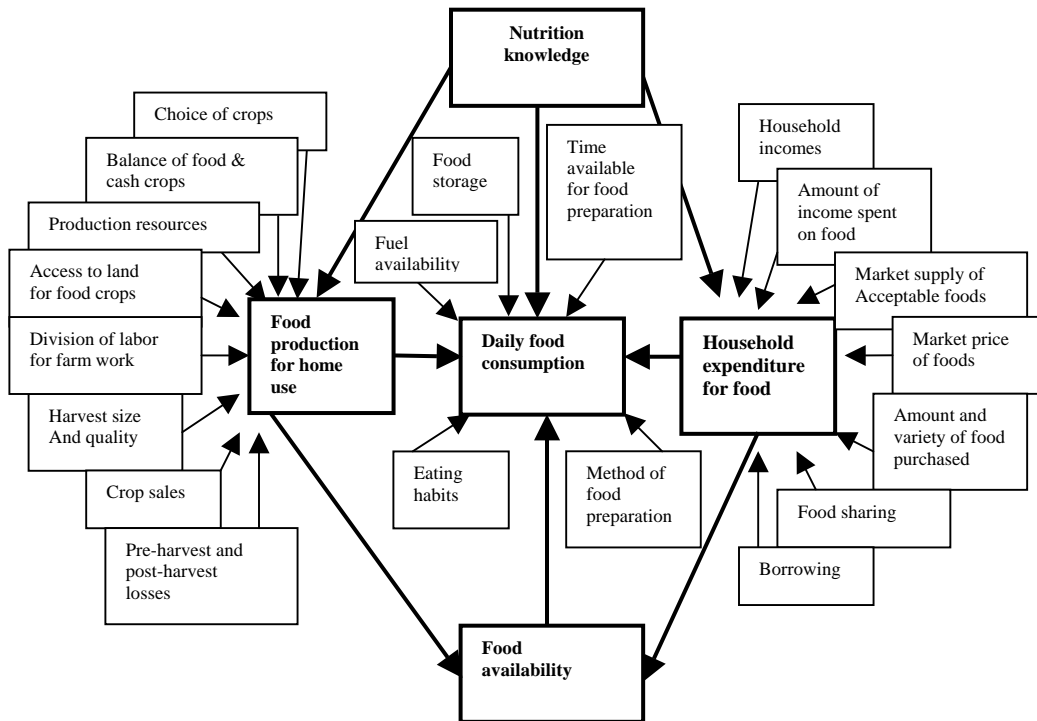 Nutrition
knowledge
Choice of crops
Balance of food &
cash crops
Production resources
Access to land
for food crops
Division of labor
for farm work
Harvest size
And quality
Crop sales
Pre-harvest and
post-harvest
losses
Food
production
for home
use
Fuel
availability
Food
storage
Time
available
for food
preparation
Daily food
consumption
Eating
habits
Method of
food
preparation
Household
incomes
Amount of
income spent
on food
Market supply of
Acceptable foods
Household
expenditure
for food
Market price
of foods
Amount and
variety of food
purchased
Food sharing
Borrowing
Food
availability